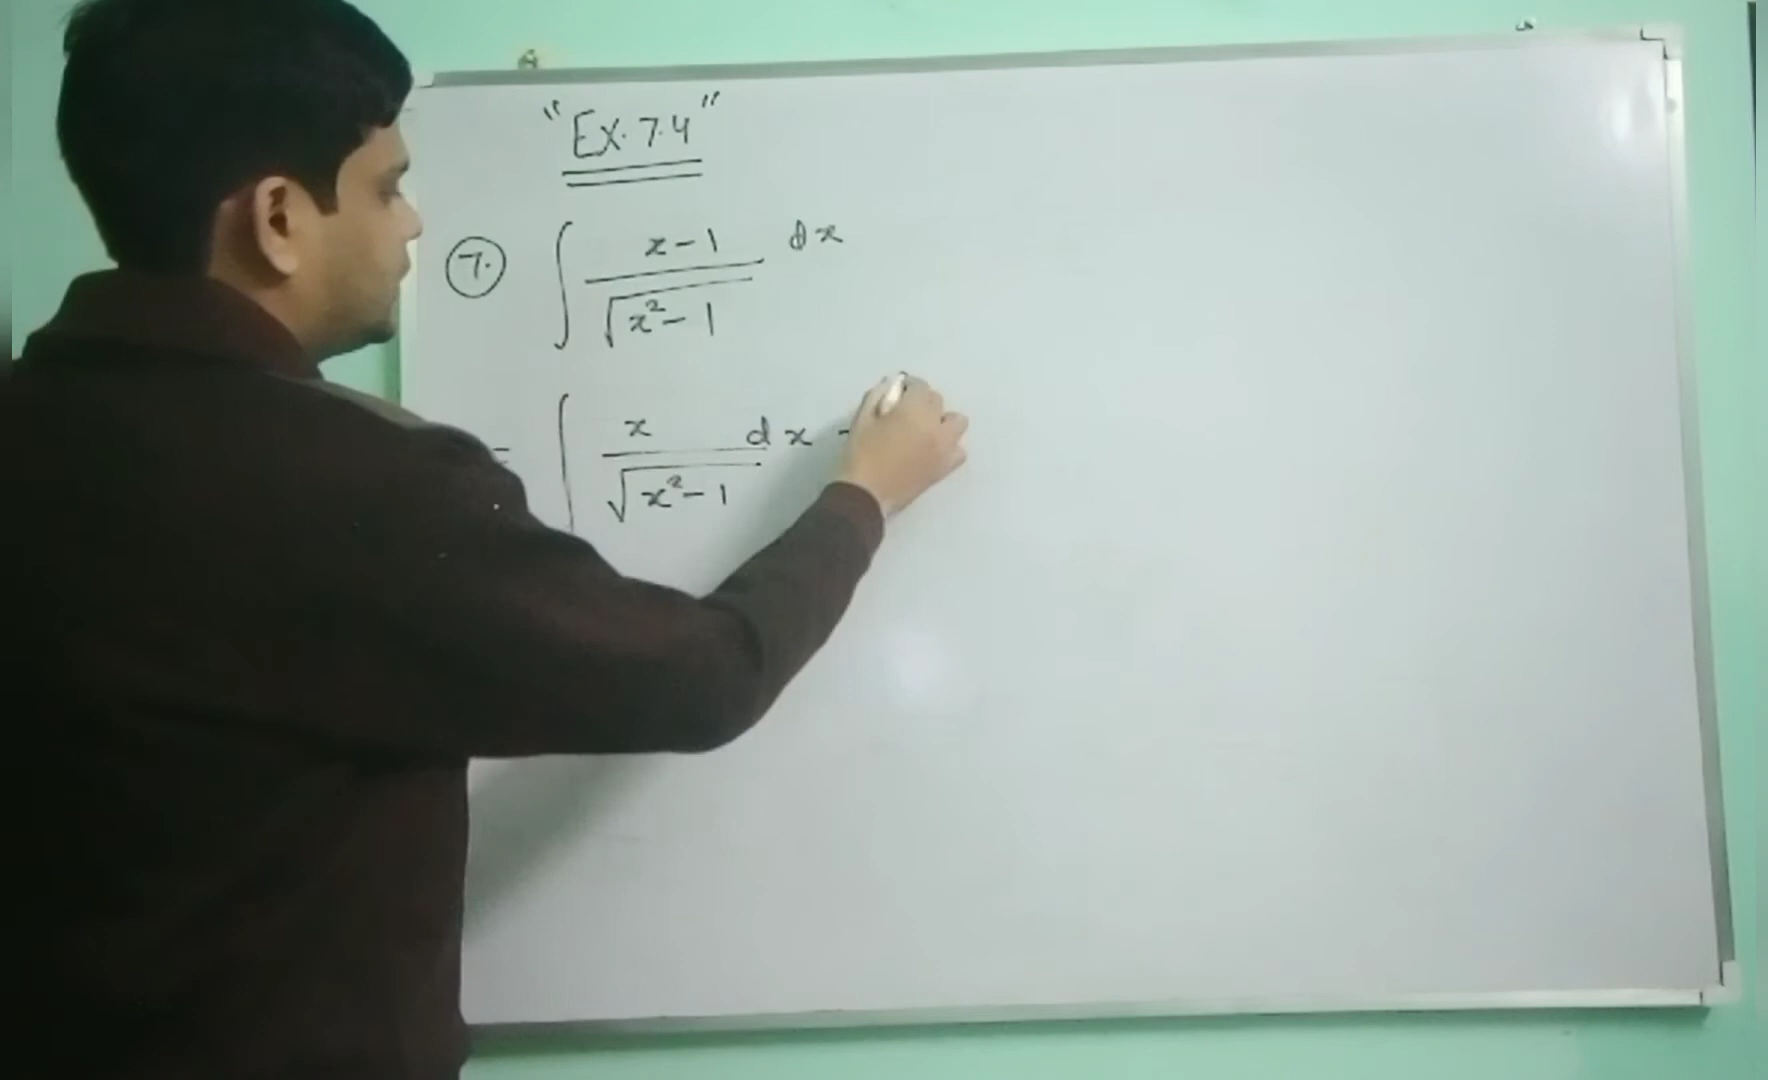 "Ex. 7.4"
7. ∫ x-1 / √x²-1 dx
= ∫ x / √x²-1 dx -